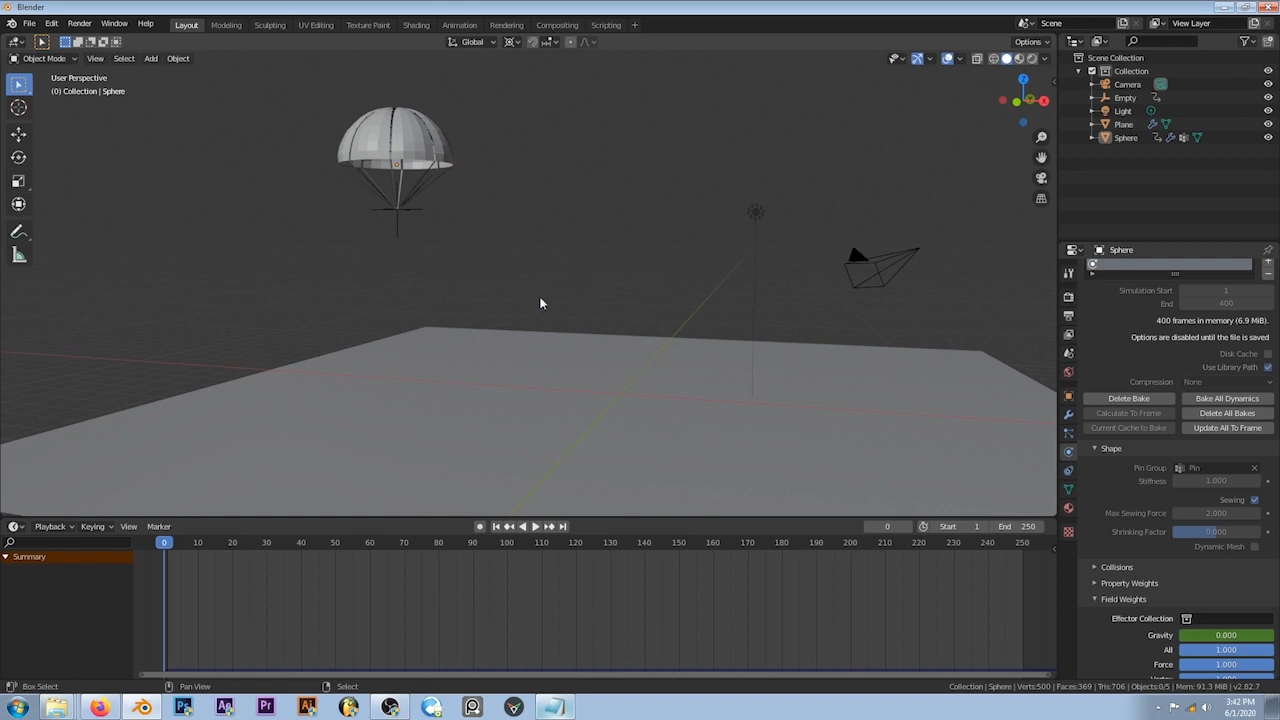 Blender
File Edit Render Window Help
Layout Modeling Sculpting UV Editing Texture Paint Shading Animation Rendering Compositing Scripting +
Scene
View Layer
Global
Options
Object Mode View Select Add Object
User Perspective
(0) Collection | Sphere
Z
X
Scene Collection
Collection
Camera
Empty
Light
Plane
Sphere
Sphere
Simulation Start 1
End 400
400 frames in memory (6.9 MiB).
Options are disabled until the file is saved
Disk Cache
Use Library Path
Compression None
Delete Bake Bake All Dynamics
Calculate To Frame Delete All Bakes
Current Cache to Bake Update All To Frame
Shape
Pin Group Pin
Stiffness 1.000
Sewing
Max Sewing Force 2.000
Shrinking Factor 0.000
Dynamic Mesh
Collisions
Property Weights
Field Weights
Effector Collection
Gravity 0.000
All 1.000
Force 1.000
Playback Keying View Marker
0 Start 1 End 250
0 10 20 30 40 50 60 70 80 90 100 110 120 130 140 150 160 170 180 190 200 210 220 230 240 250
Summary
Box Select Pan View Select
Collection | Sphere | Verts:500 | Faces:369 | Tris:706 | Objects:0/5 | Mem: 91.3 MiB | v2.82.7
Ps Ae Pr Ai
3:42 PM
6/1/2020